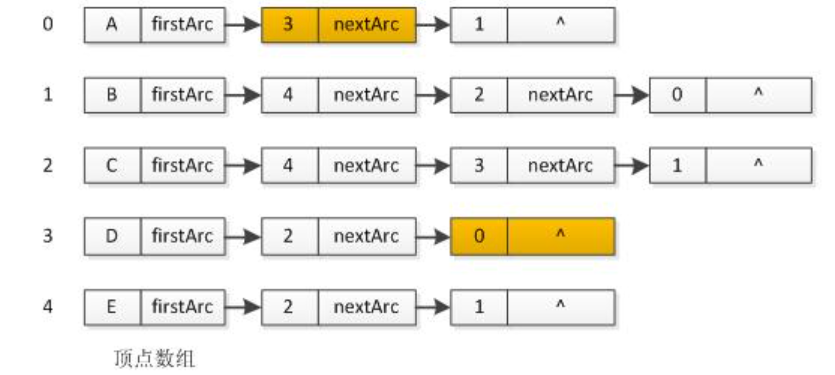 0 A firstArc 3 nextArc 1 ^
1 B firstArc 4 nextArc 2 nextArc 0 ^
2 C firstArc 4 nextArc 3 nextArc 1 ^
3 D firstArc 2 nextArc 0 ^
4 E firstArc 2 nextArc 1 ^
顶点数组